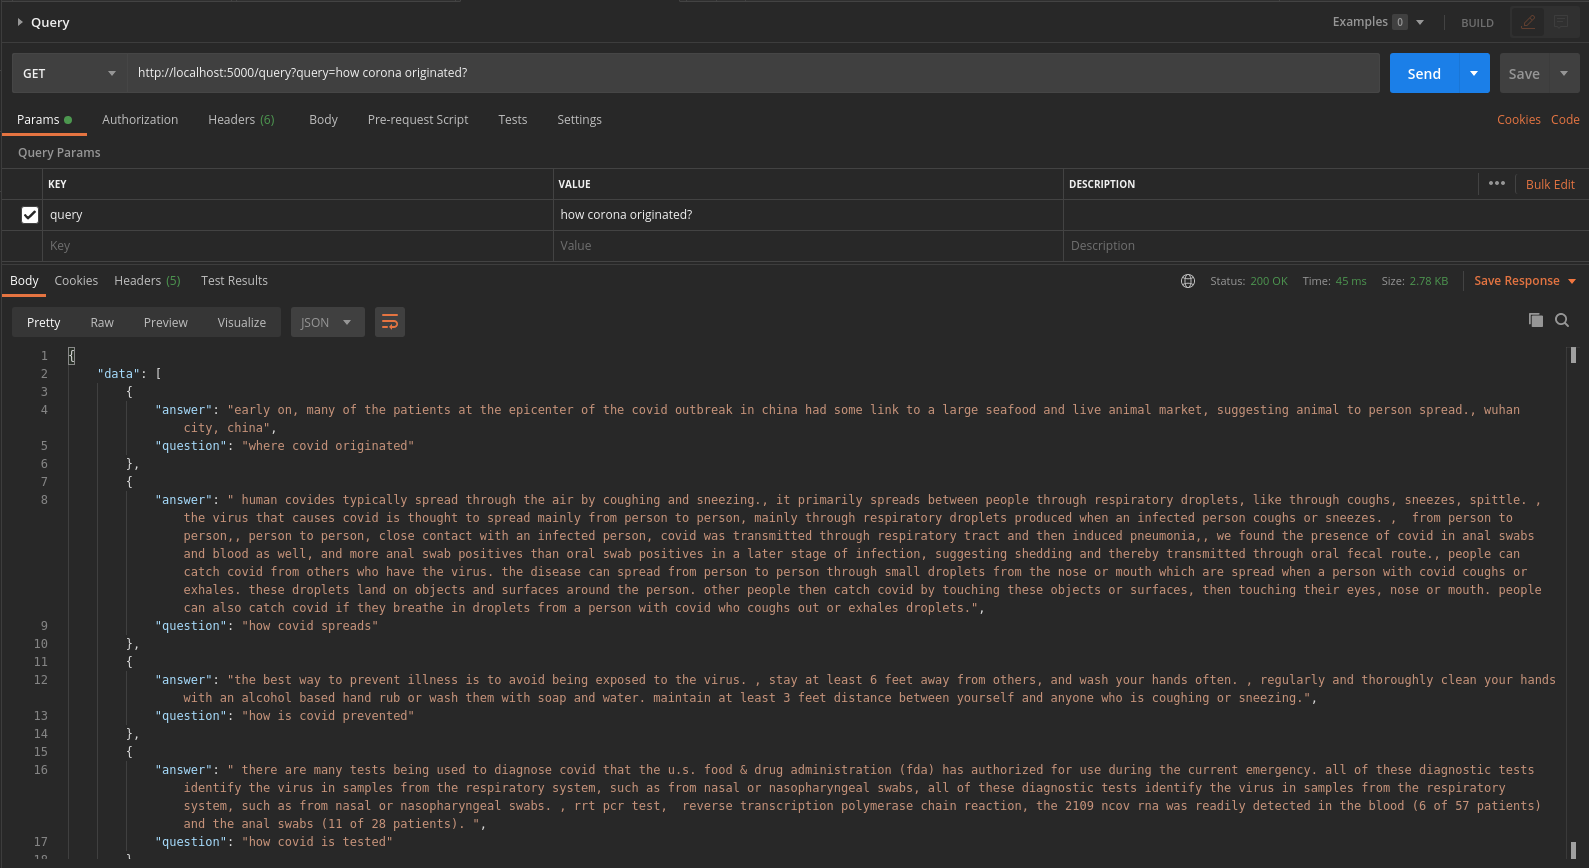 Query
Examples 0 BUILD
GET http://localhost:5000/query?query=how corona originated? Send Save
Params Authorization Headers (6) Body Pre-request Script Tests Settings Cookies Code
Query Params
KEY VALUE DESCRIPTION ••• Bulk Edit
query how corona originated?
Key Value Description
Body Cookies Headers (5) Test Results Status: 200 OK Time: 45 ms Size: 2.78 KB Save Response
Pretty Raw Preview Visualize JSON
1 {
2 "data": [
3 {
4 "answer": "early on, many of the patients at the epicenter of the covid outbreak in china had some link to a large seafood and live animal market, suggesting animal to person spread., wuhan
city, china",
5 "question": "where covid originated"
6 },
7 {
8 "answer": " human covides typically spread through the air by coughing and sneezing., it primarily spreads between people through respiratory droplets, like through coughs, sneezes, spittle. ,
the virus that causes covid is thought to spread mainly from person to person, mainly through respiratory droplets produced when an infected person coughs or sneezes. ,  from person to
person,, person to person, close contact with an infected person, covid was transmitted through respiratory tract and then induced pneumonia,, we found the presence of covid in anal swabs
and blood as well, and more anal swab positives than oral swab positives in a later stage of infection, suggesting shedding and thereby transmitted through oral fecal route., people can
catch covid from others who have the virus. the disease can spread from person to person through small droplets from the nose or mouth which are spread when a person with covid coughs or
exhales. these droplets land on objects and surfaces around the person. other people then catch covid by touching these objects or surfaces, then touching their eyes, nose or mouth. people
can also catch covid if they breathe in droplets from a person with covid who coughs out or exhales droplets.",
9 "question": "how covid spreads"
10 },
11 {
12 "answer": "the best way to prevent illness is to avoid being exposed to the virus. , stay at least 6 feet away from others, and wash your hands often. , regularly and thoroughly clean your hands
with an alcohol based hand rub or wash them with soap and water. maintain at least 3 feet distance between yourself and anyone who is coughing or sneezing.",
13 "question": "how is covid prevented"
14 },
15 {
16 "answer": " there are many tests being used to diagnose covid that the u.s. food & drug administration (fda) has authorized for use during the current emergency. all of these diagnostic tests
identify the virus in samples from the respiratory system, such as from nasal or nasopharyngeal swabs, all of these diagnostic tests identify the virus in samples from the respiratory
system, such as from nasal or nasopharyngeal swabs. , rrt pcr test,  reverse transcription polymerase chain reaction, the 2109 ncov rna was readily detected in the blood (6 of 57 patients)
and the anal swabs (11 of 28 patients). ",
17 "question": "how covid is tested"
18 }